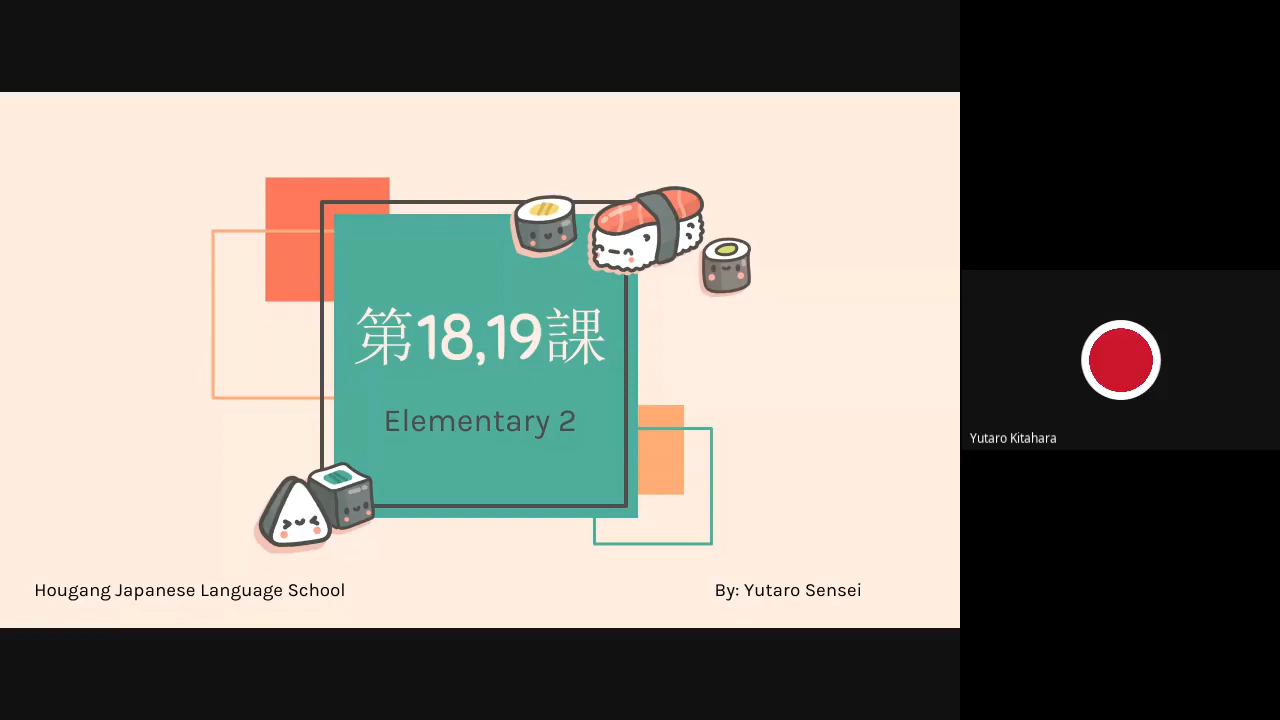 第18,19課
Elementary 2
Hougang Japanese Language School
By: Yutaro Sensei
Yutaro Kitahara